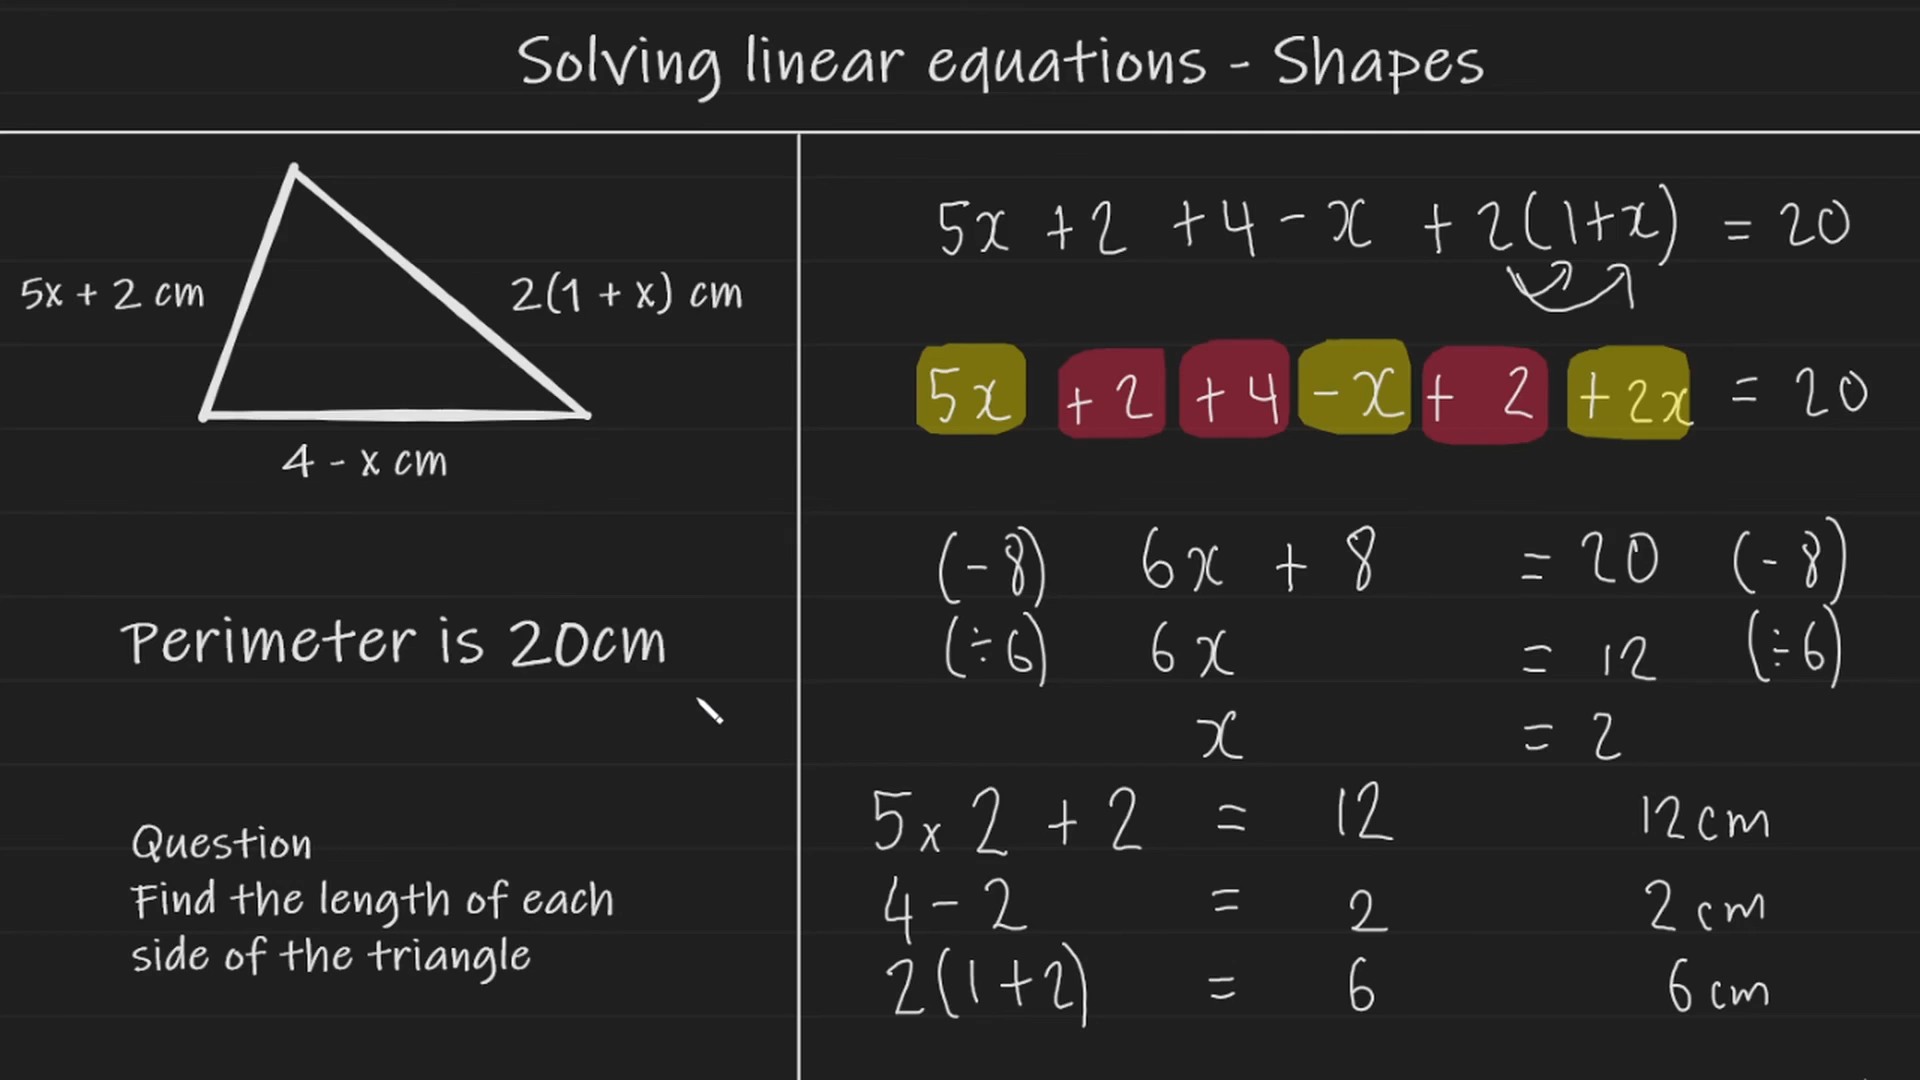 Solving linear equations - Shapes
5x + 2 cm
2(1 + x) cm
4 - x cm
Perimeter is 20cm
Question
Find the length of each
side of the triangle
5x +2 +4 - x + 2(1+x) = 20
5x +2 +4 -x + 2 +2x = 20
(-8) 6x + 8 = 20 (-8)
(÷6) 6x = 12 (÷6)
x = 2
5 x 2 + 2 = 12 12cm
4 - 2 = 2 2cm
2(1+2) = 6 6cm